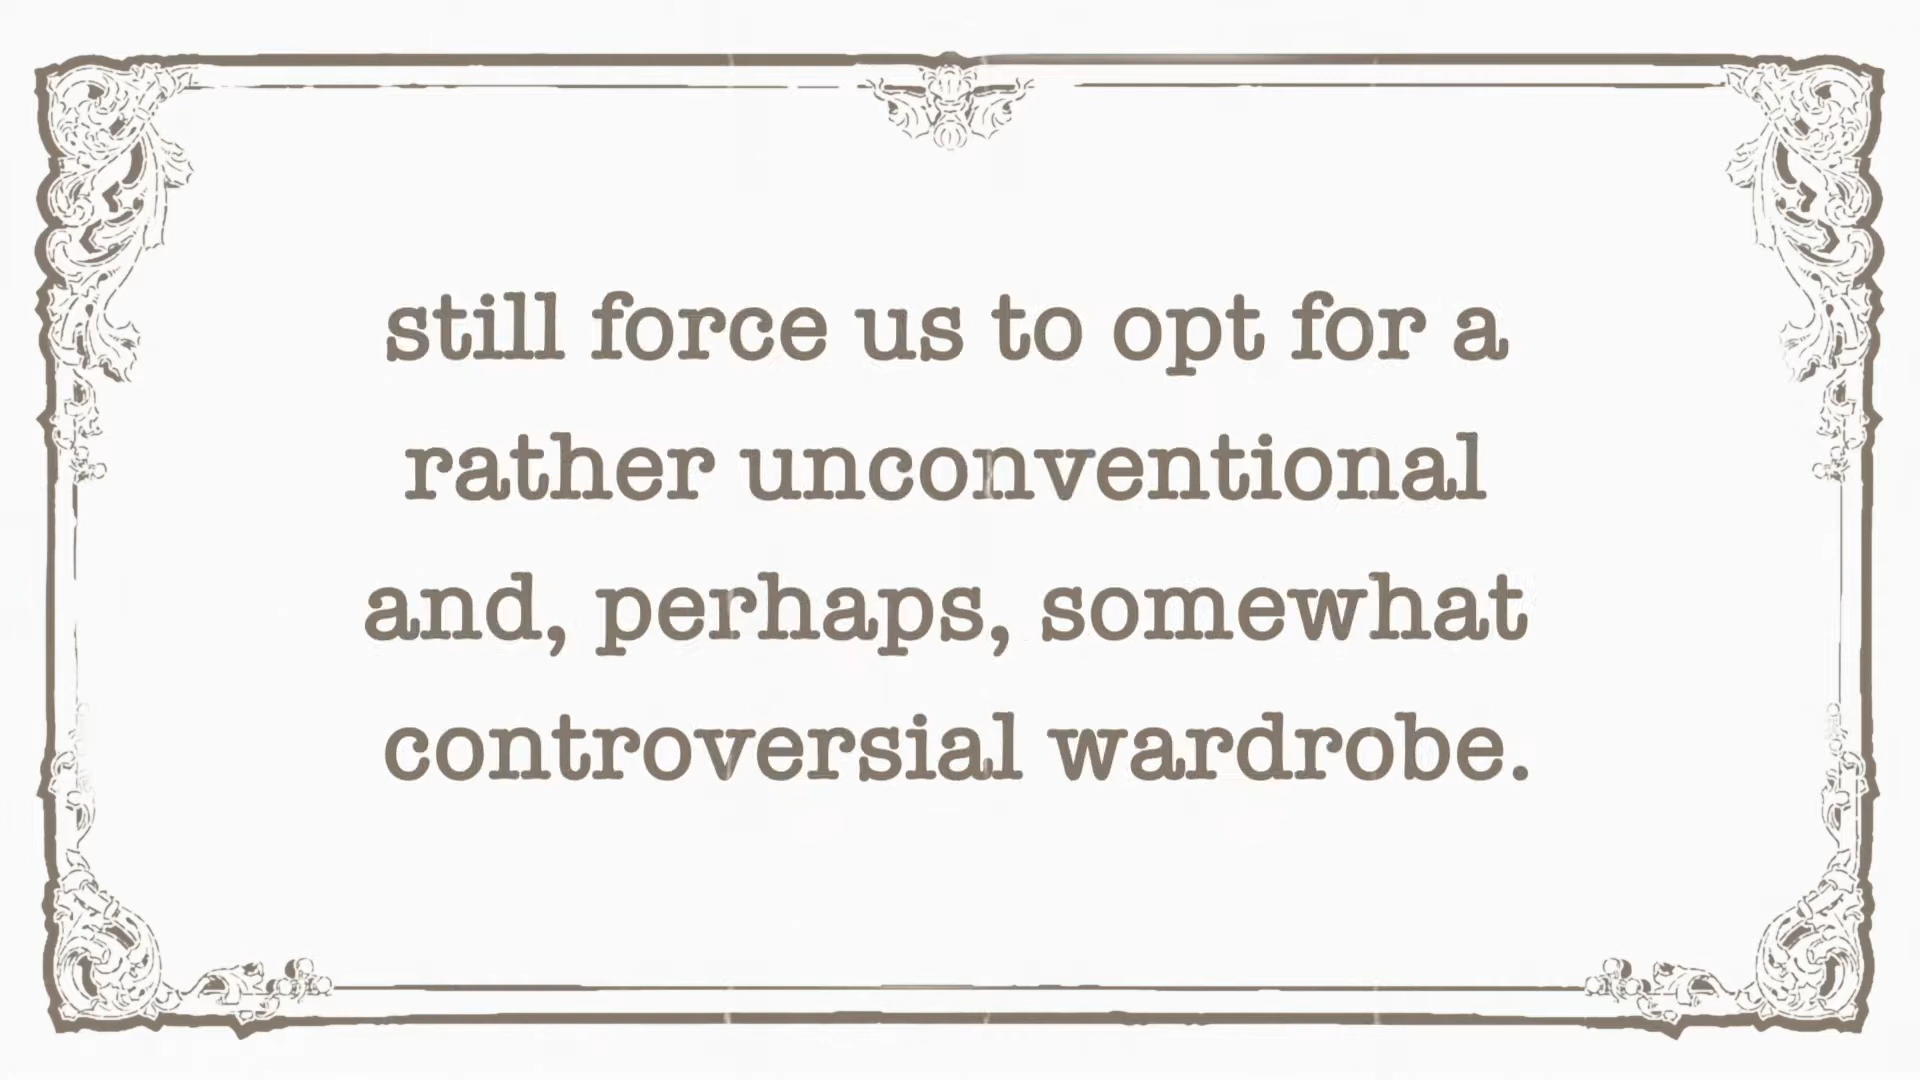 still force us to opt for a
rather unconventional
and, perhaps, somewhat
controversial wardrobe.